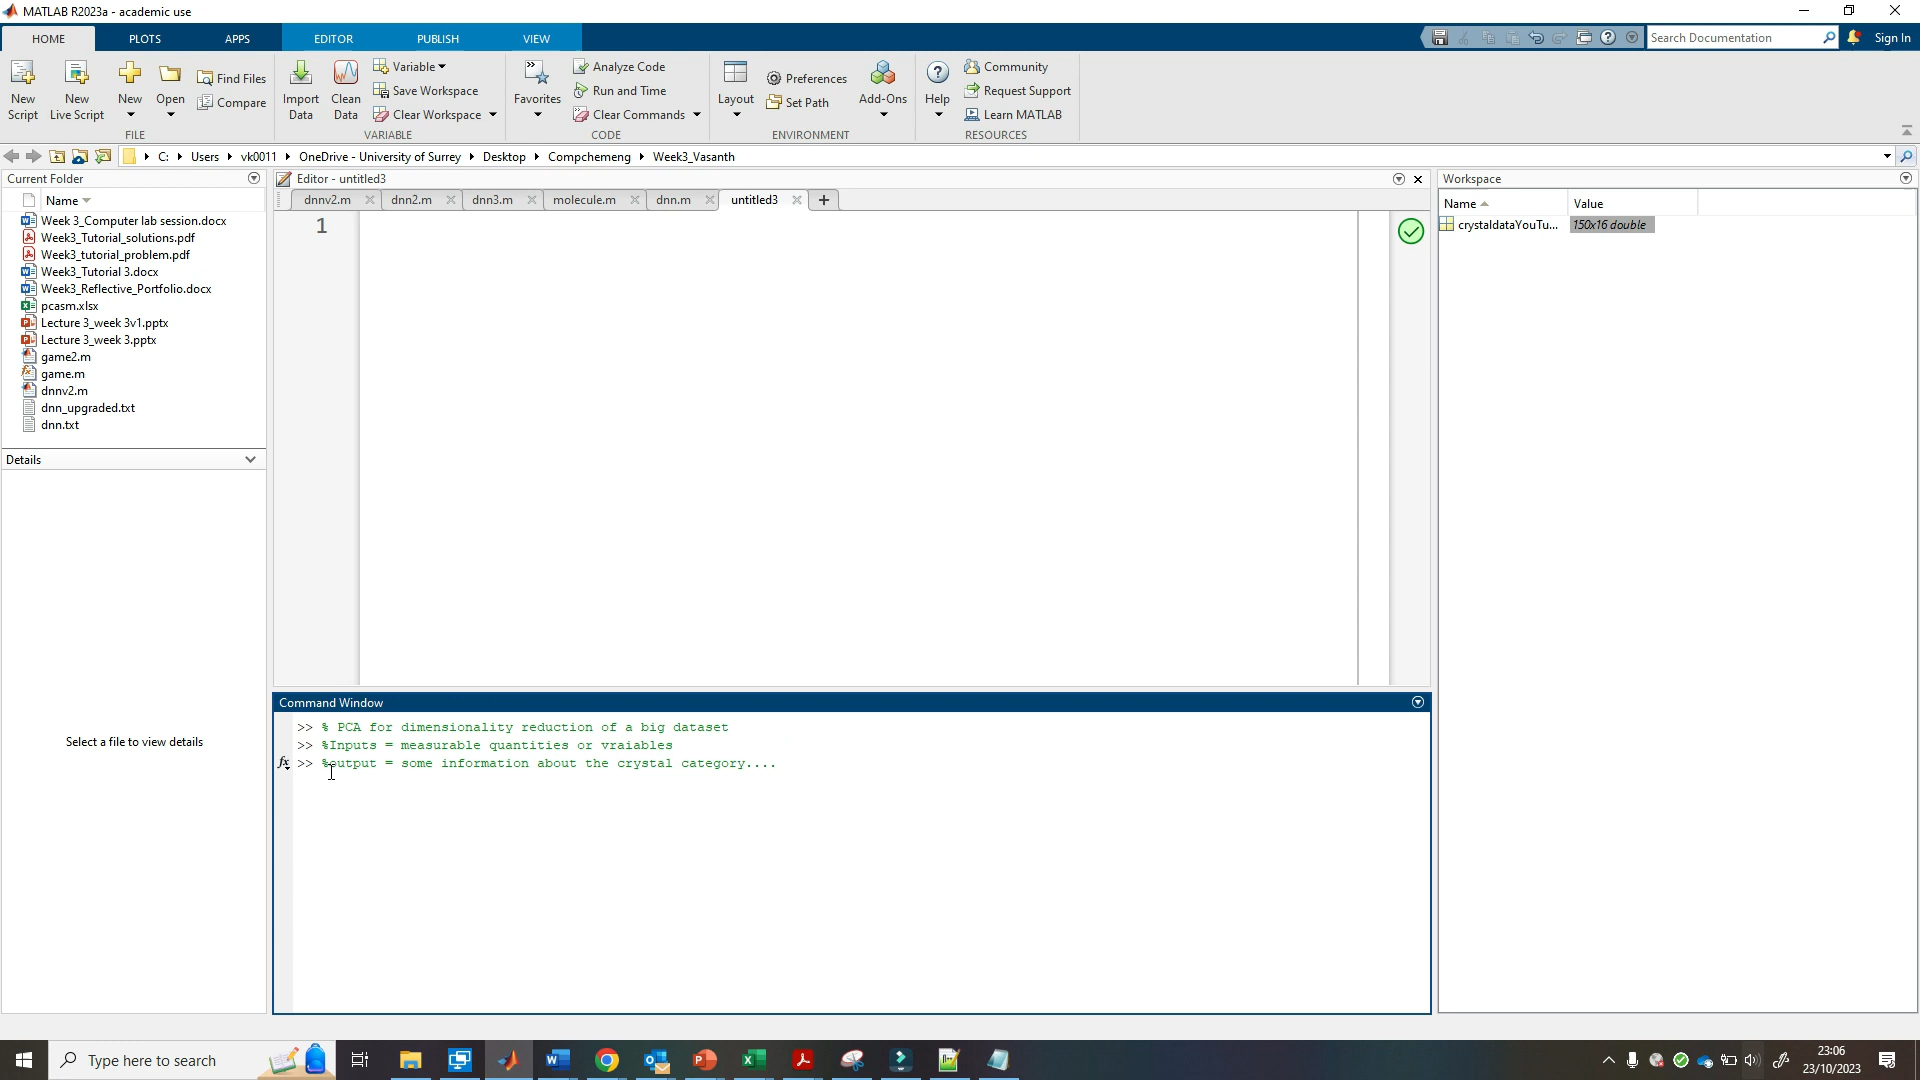 MATLAB R2023a - academic use
HOME PLOTS APPS EDITOR PUBLISH VIEW
Search Documentation
Sign In
New Script
New Live Script
New
Open
Find Files
Compare
FILE
Import Data
Clean Data
Variable
Save Workspace
Clear Workspace
VARIABLE
Favorites
Analyze Code
Run and Time
Clear Commands
CODE
Layout
Preferences
Set Path
Add-Ons
ENVIRONMENT
Help
Community
Request Support
Learn MATLAB
RESOURCES
C: Users vk0011 OneDrive - University of Surrey Desktop Compchemeng Week3_Vasanth
Current Folder
Name
Week 3_Computer lab session.docx
Week3_Tutorial_solutions.pdf
Week3_tutorial_problem.pdf
Week3_Tutorial 3.docx
Week3_Reflective_Portfolio.docx
pcasm.xlsx
Lecture 3_week 3v1.pptx
Lecture 3_week 3.pptx
game2.m
game.m
dnnv2.m
dnn_upgraded.txt
dnn.txt
Details
Select a file to view details
Editor - untitled3
dnnv2.m dnn2.m dnn3.m molecule.m dnn.m untitled3
1
Command Window
>> % PCA for dimensionality reduction of a big dataset
>> %Inputs = measurable quantities or vraiables
fx >> %output = some information about the crystal category....
Workspace
Name Value
crystaldataYouTu... 150x16 double
Type here to search
23:06
23/10/2023